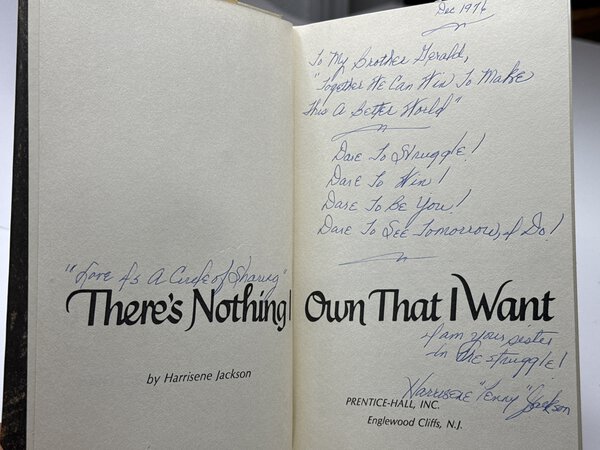 Dec 1976
To My Brother Gerald,
"Together We Can Win To Make
This A Better World"
Dare To Struggle!
Dare To Win!
Dare To Be You!
Dare To See Tomorrow, I Do!
"Love Is A Circle of Sharing"
There's Nothing I Own That I Want
I am your sister
in the struggle!
by Harrisene Jackson
Harrisene "Penny" Jackson
PRENTICE-HALL, INC.
Englewood Cliffs, N.J.